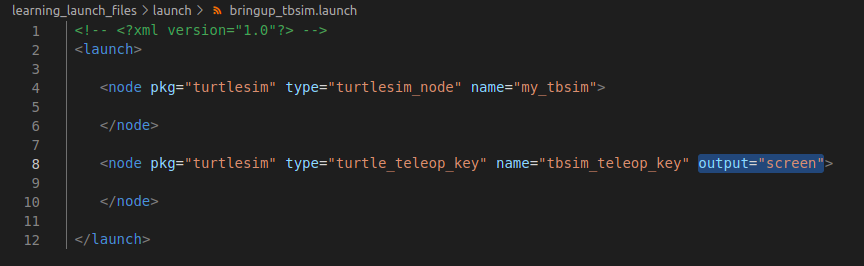 learning_launch_files > launch > bringup_tbsim.launch
1 <!-- <?xml version="1.0"?> -->
2 <launch>
3
4 <node pkg="turtlesim" type="turtlesim_node" name="my_tbsim">
5
6 </node>
7
8 <node pkg="turtlesim" type="turtle_teleop_key" name="tbsim_teleop_key" output="screen">
9
10 </node>
11
12 </launch>